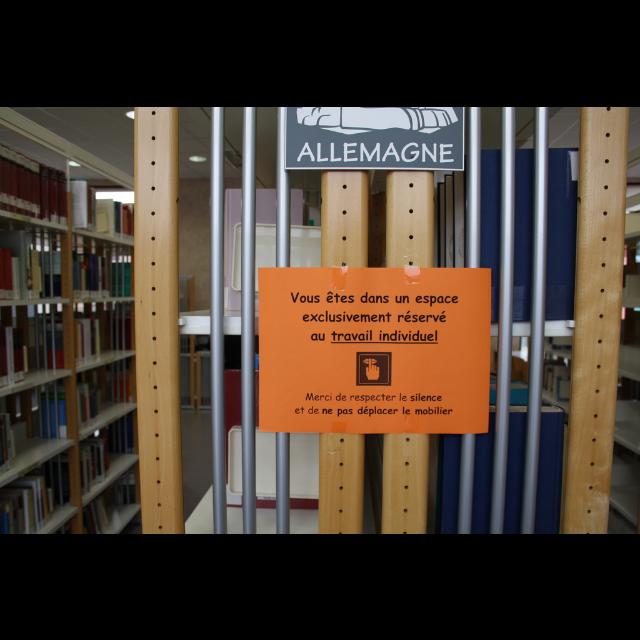 ALLEMAGNE
Vous êtes dans un espace
exclusivement réservé
au travail individuel
Merci de respecter le silence
et de ne pas déplacer le mobilier